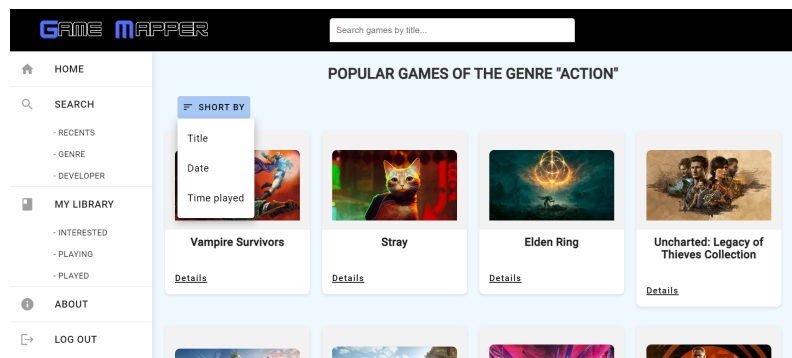 GAME MAPPER
Search games by title...
HOME
SEARCH
- RECENTS
- GENRE
- DEVELOPER
MY LIBRARY
- INTERESTED
- PLAYING
- PLAYED
ABOUT
LOG OUT
POPULAR GAMES OF THE GENRE "ACTION"
SHORT BY
Title
Date
Time played
Vampire Survivors
Details
Stray
Details
Elden Ring
Details
Uncharted: Legacy of
Thieves Collection
Details